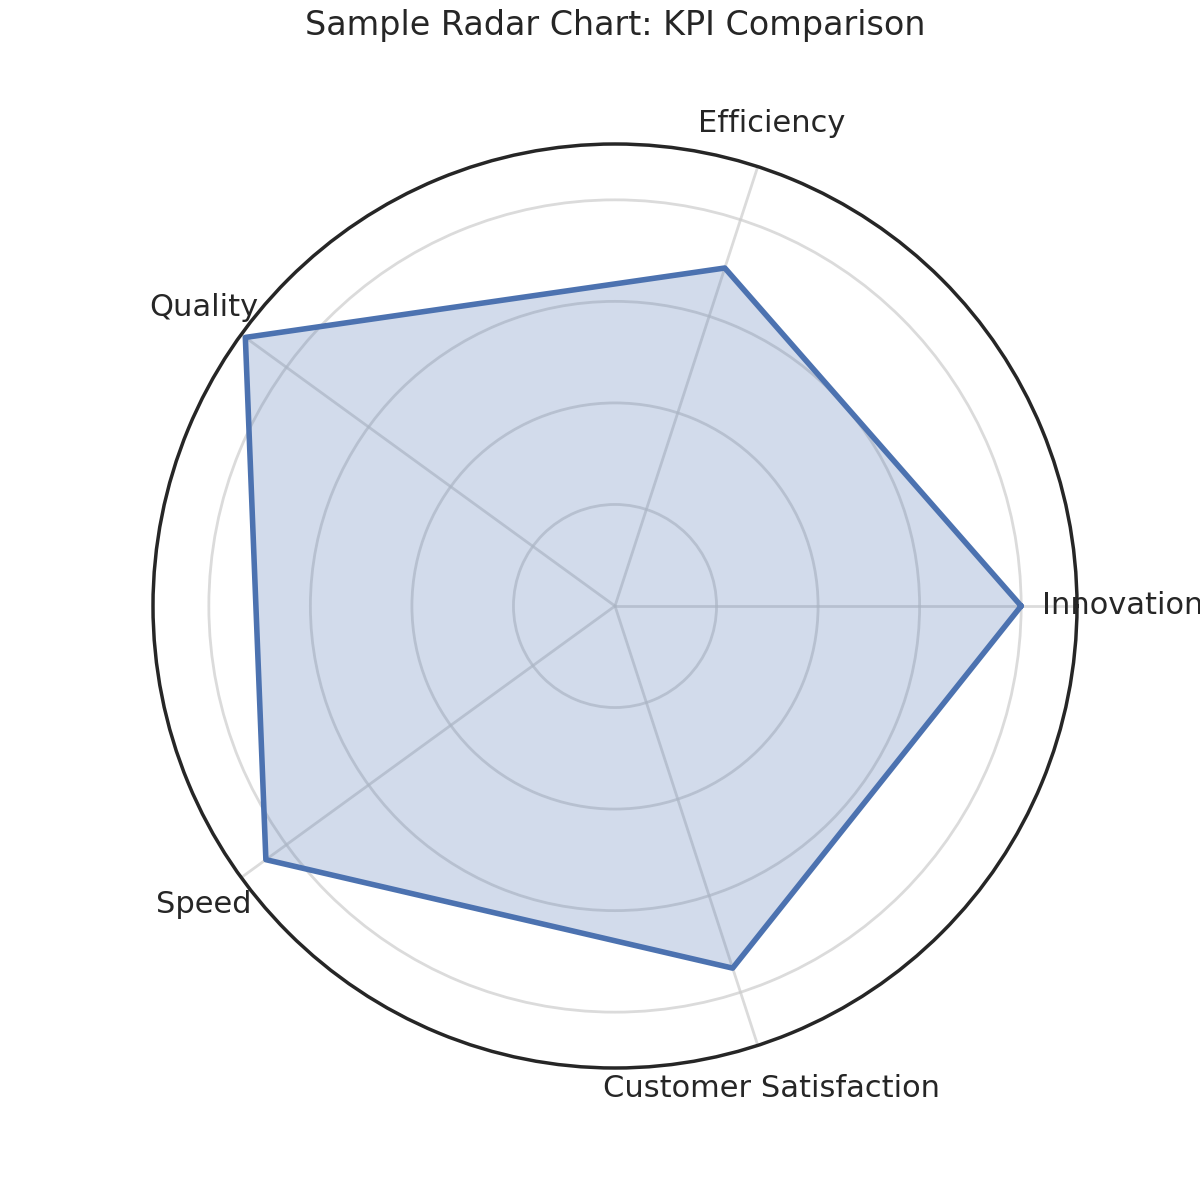 Sample Radar Chart: KPI Comparison
Efficiency
Quality
Innovation
Speed
Customer Satisfaction